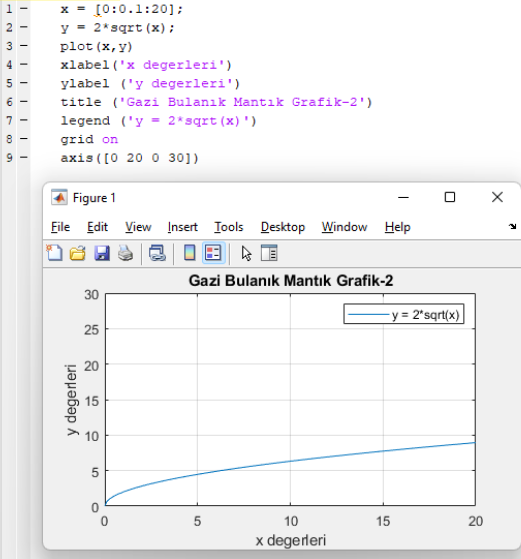 1 – x = [0:0.1:20];
2 – y = 2*sqrt(x);
3 – plot(x,y)
4 – xlabel('x degerleri')
5 – ylabel ('y degerleri')
6 – title ('Gazi Bulanık Mantık Grafik-2')
7 – legend ('y = 2*sqrt(x)')
8 – grid on
9 – axis([0 20 0 30])
Figure 1
File Edit View Insert Tools Desktop Window Help
Gazi Bulanık Mantık Grafik-2
y = 2*sqrt(x)
30
25
20
15
10
5
0
y degerleri
0 5 10 15 20
x degerleri